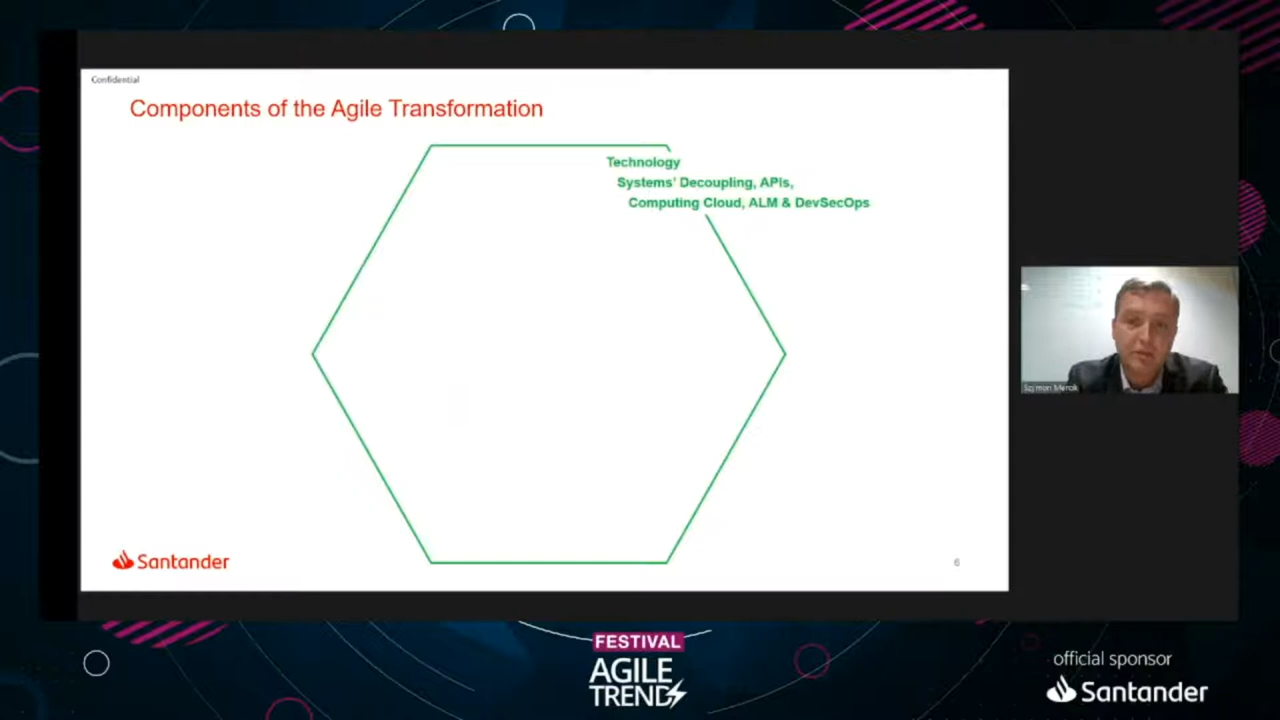 Confidential
Components of the Agile Transformation
Technology
Systems' Decoupling, APIs,
Computing Cloud, ALM & DevSecOps
Santander
6
FESTIVAL
AGILE
TRENDS
official sponsor
Santander